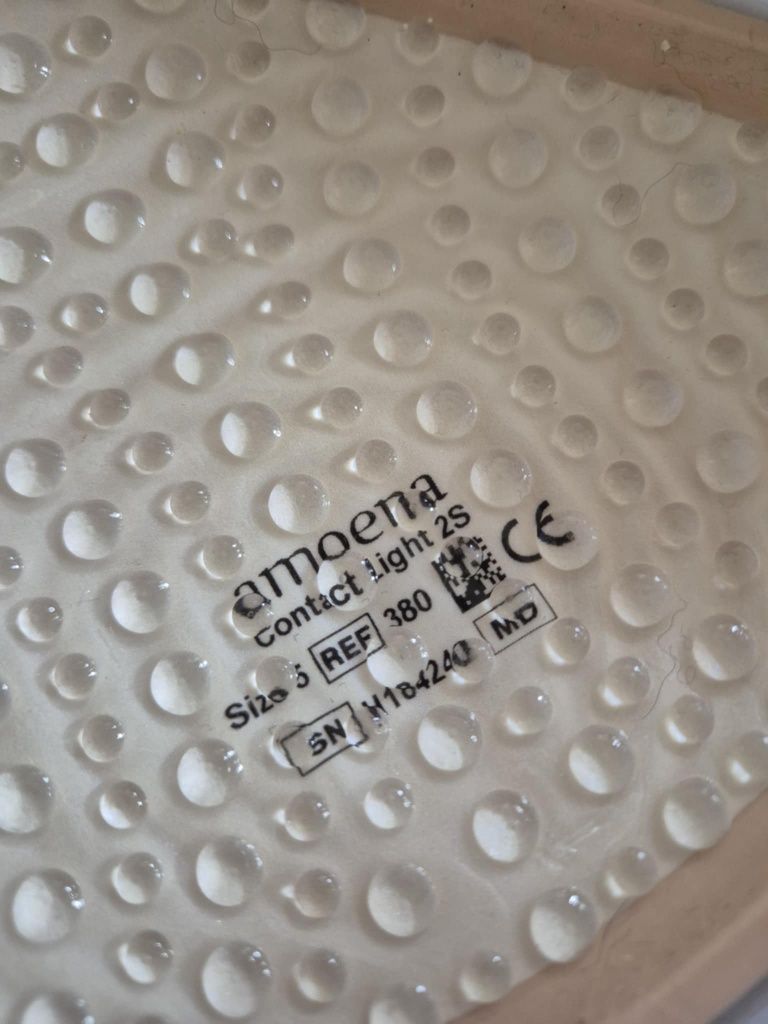 amoena
Contact Light 2S
CE
Size 5 REF 380
MD
SN H184240